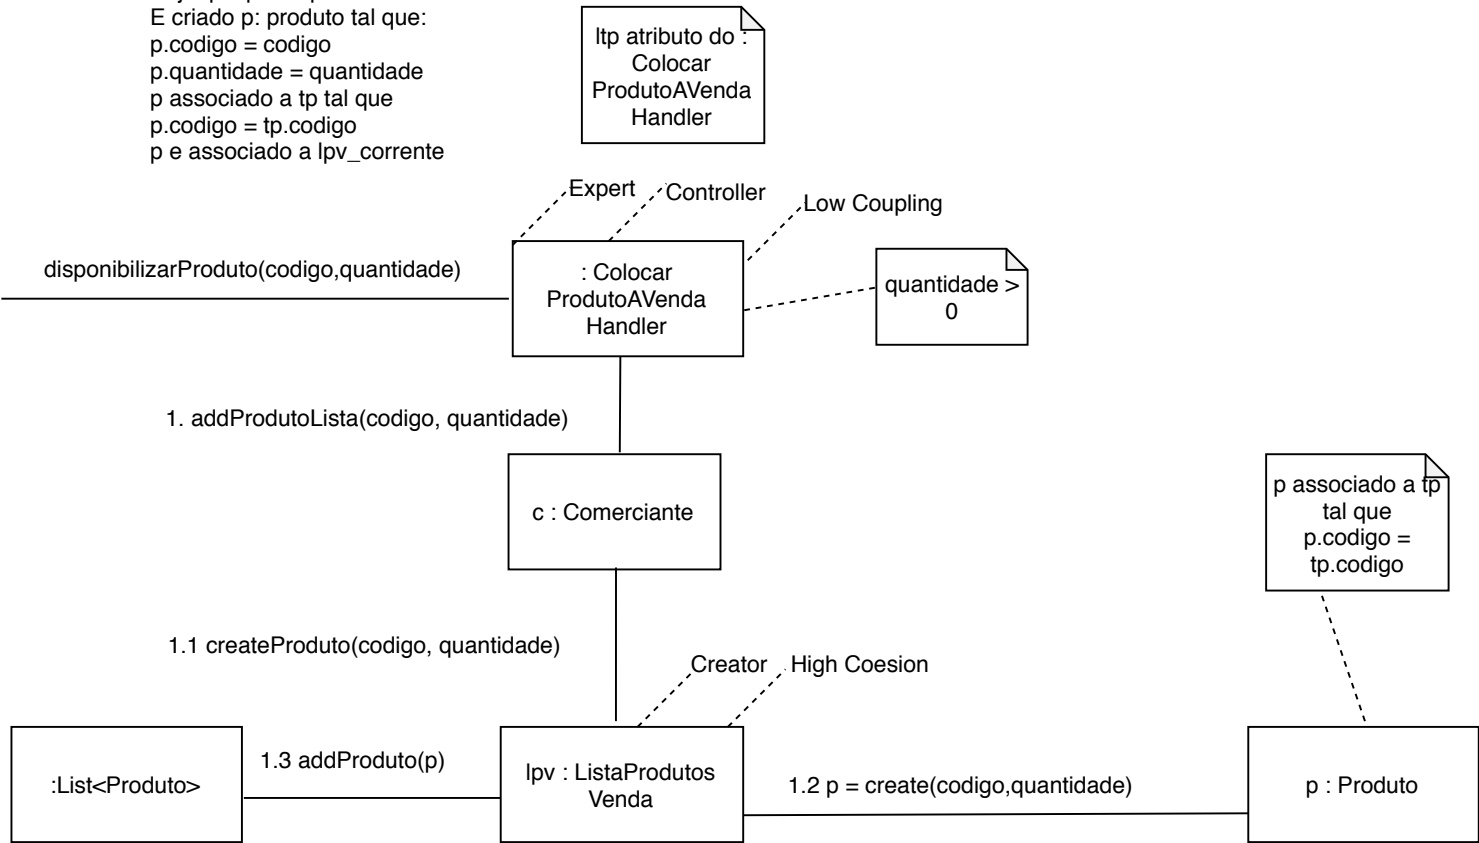 E criado p: produto tal que:
p.codigo = codigo
p.quantidade = quantidade
p associado a tp tal que
p.codigo = tp.codigo
p e associado a lpv_corrente
ltp atributo do :
Colocar
ProdutoAVenda
Handler
Expert
Controller
Low Coupling
disponibilizarProduto(codigo,quantidade)
: Colocar
ProdutoAVenda
Handler
quantidade >
0
1. addProdutoLista(codigo, quantidade)
c : Comerciante
p associado a tp
tal que
p.codigo =
tp.codigo
1.1 createProduto(codigo, quantidade)
Creator
High Coesion
:List<Produto>
1.3 addProduto(p)
lpv : ListaProdutos
Venda
1.2 p = create(codigo,quantidade)
p : Produto